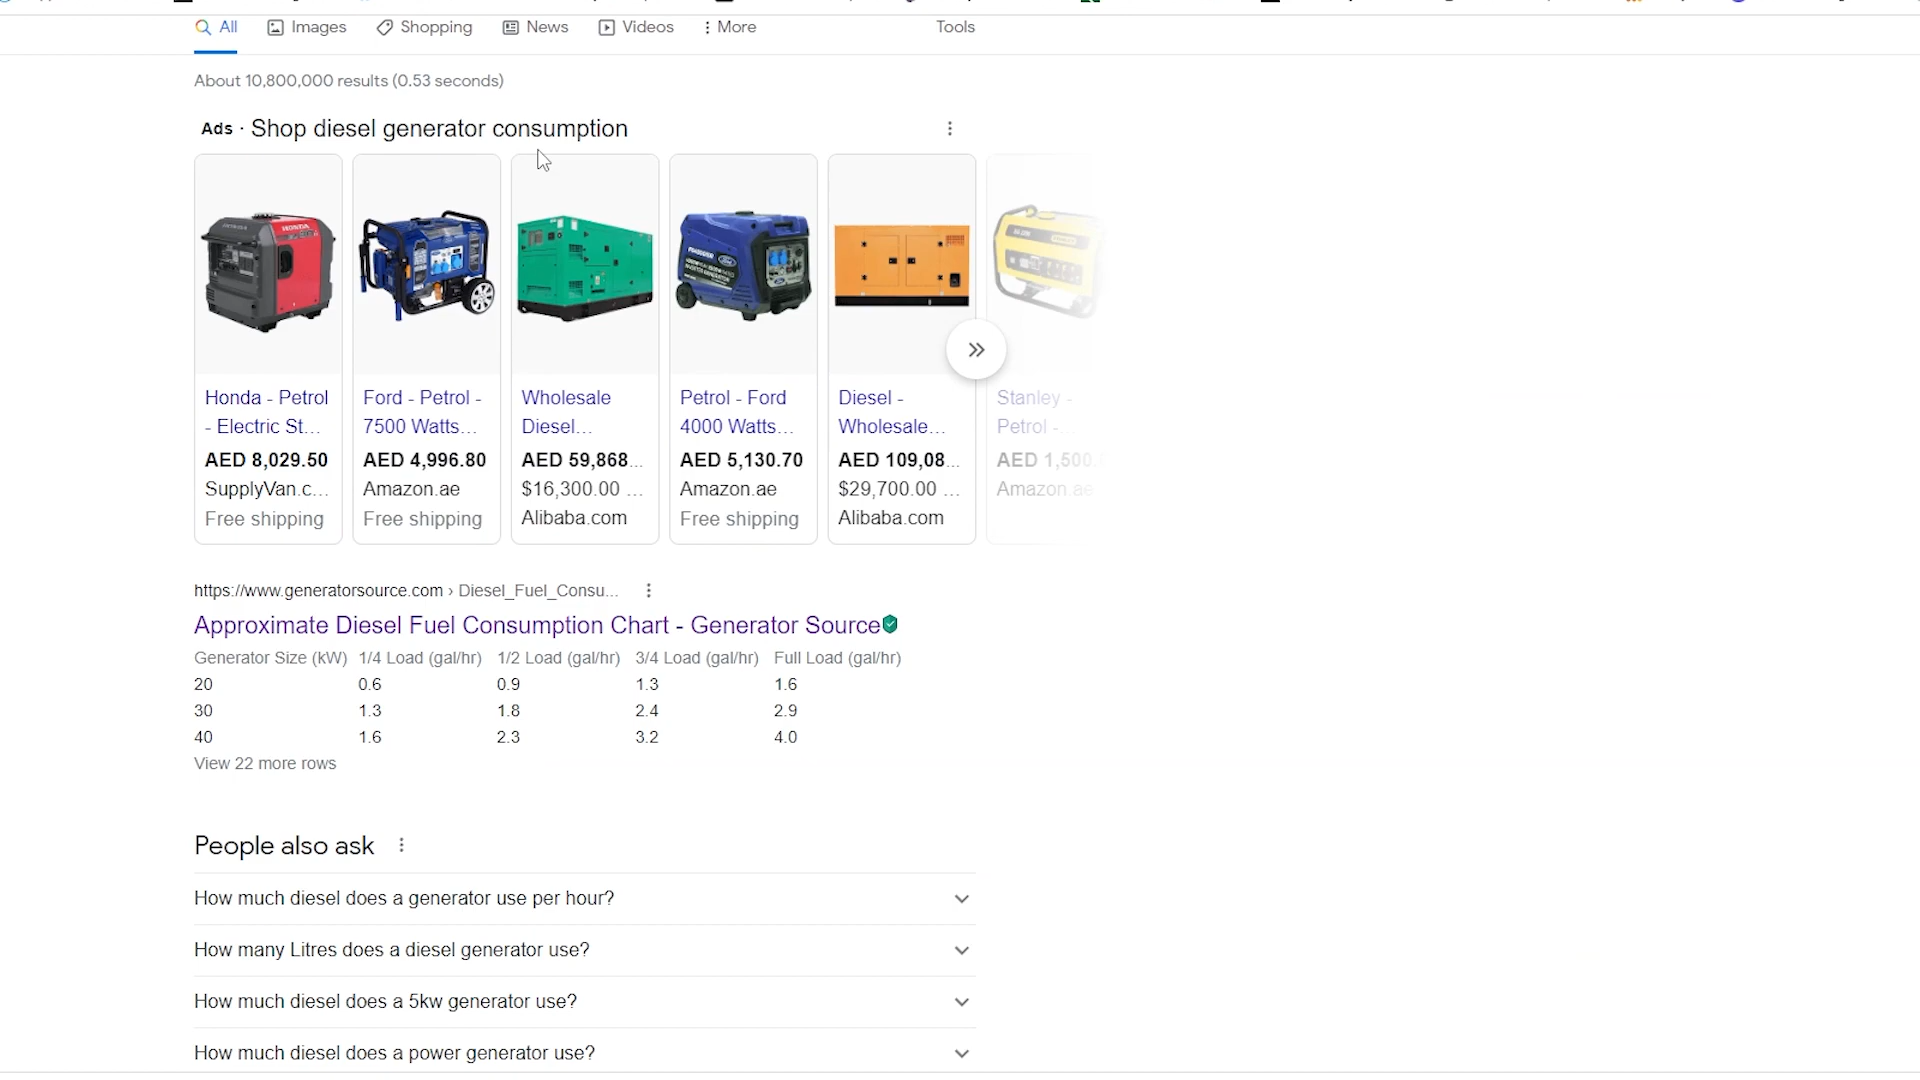 All Images Shopping News Videos More Tools
About 10,800,000 results (0.53 seconds)
Ads · Shop diesel generator consumption
HONDA
Honda - Petrol
- Electric St...
AED 8,029.50
SupplyVan.c...
Free shipping
Ford - Petrol -
7500 Watts...
AED 4,996.80
Amazon.ae
Free shipping
Wholesale
Diesel...
AED 59,868...
$16,300.00 ...
Alibaba.com
Petrol - Ford
4000 Watts...
AED 5,130.70
Amazon.ae
Free shipping
Diesel -
Wholesale...
AED 109,08...
$29,700.00 ...
Alibaba.com
Stanley -
Petrol -...
AED 1,500.
Amazon.ae
https://www.generatorsource.com › Diesel_Fuel_Consu...
Approximate Diesel Fuel Consumption Chart - Generator Source
Generator Size (kW) 1/4 Load (gal/hr) 1/2 Load (gal/hr) 3/4 Load (gal/hr) Full Load (gal/hr)
20 0.6 0.9 1.3 1.6
30 1.3 1.8 2.4 2.9
40 1.6 2.3 3.2 4.0
View 22 more rows
People also ask
How much diesel does a generator use per hour?
How many Litres does a diesel generator use?
How much diesel does a 5kw generator use?
How much diesel does a power generator use?